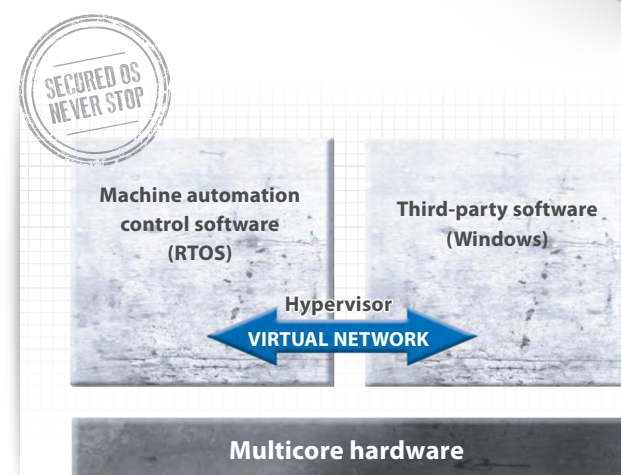 SECURED OS
NEVER STOP
Machine automation
control software
(RTOS)
Third-party software
(Windows)
Hypervisor
VIRTUAL NETWORK
Multicore hardware